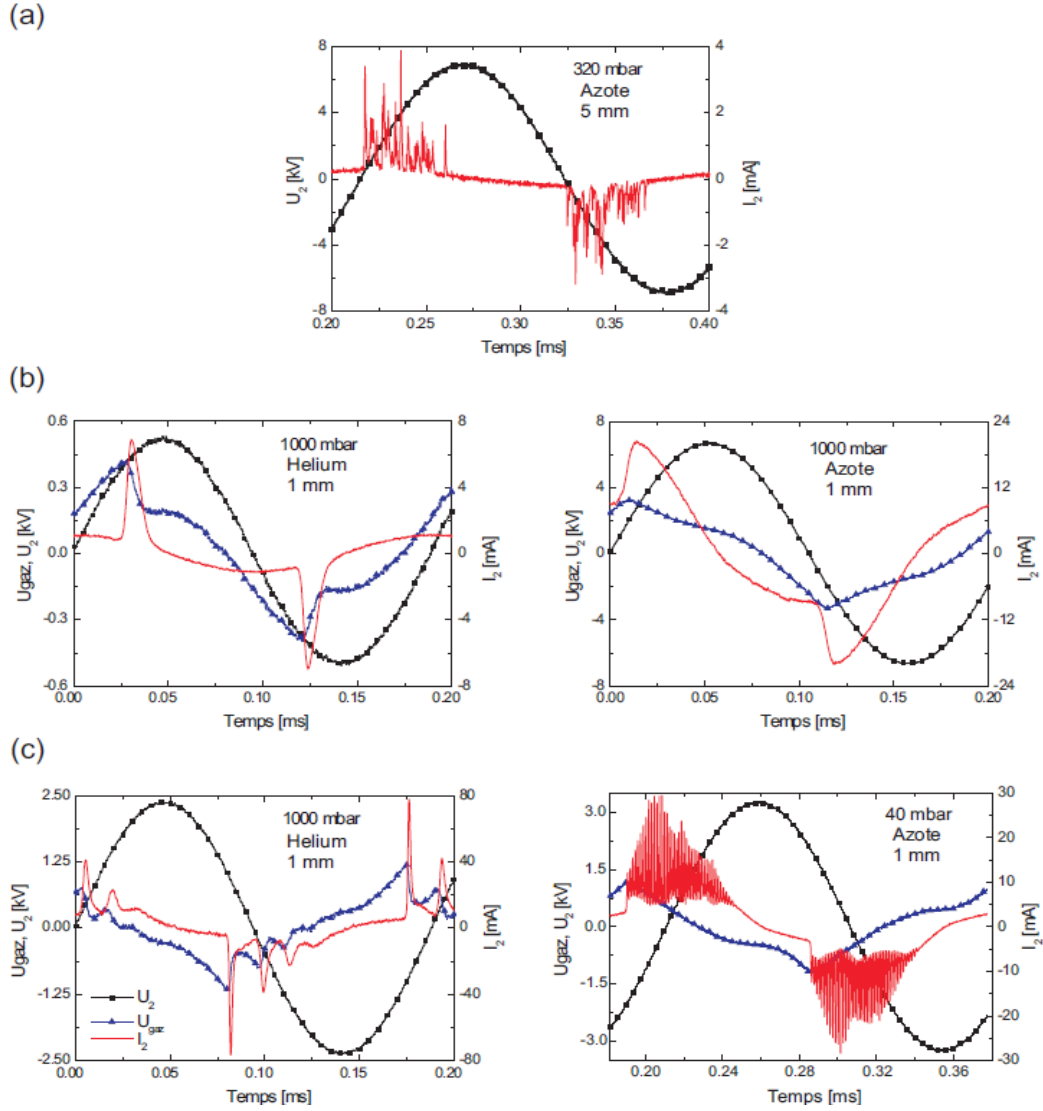 (a)
8
4
0
-4
-8
U2 [kV]
320 mbar
Azote
5 mm
4
2
0
-2
-4
I2 [mA]
0.20 0.25 0.30 0.35 0.40
Temps [ms]
(b)
0.6
0.3
0.0
-0.3
-0.6
Ugaz, U2 [kV]
1000 mbar
Helium
1 mm
8
4
0
-4
-8
I2 [mA]
0.00 0.05 0.10 0.15 0.20
Temps [ms]
8
4
0
-4
8
Ugaz, U2 [kV]
1000 mbar
Azote
1 mm
24
12
0
-12
-24
I2 [mA]
0.00 0.05 0.10 0.15 0.20
Temps [ms]
(c)
2.50
1.25
0.00
-1.25
-2.50
Ugaz, U2 [kV]
1000 mbar
Helium
1 mm
U2
Ugaz
I2
80
40
0
-40
-80
I2 [mA]
0.00 0.05 0.10 0.15 0.20
Temps [ms]
3.0
1.5
0.0
-1.5
-3.0
Ugaz, U2 [kV]
40 mbar
Azote
1 mm
30
20
10
0
-10
-20
-30
I2 [mA]
0.20 0.24 0.28 0.32 0.36
Temps [ms]